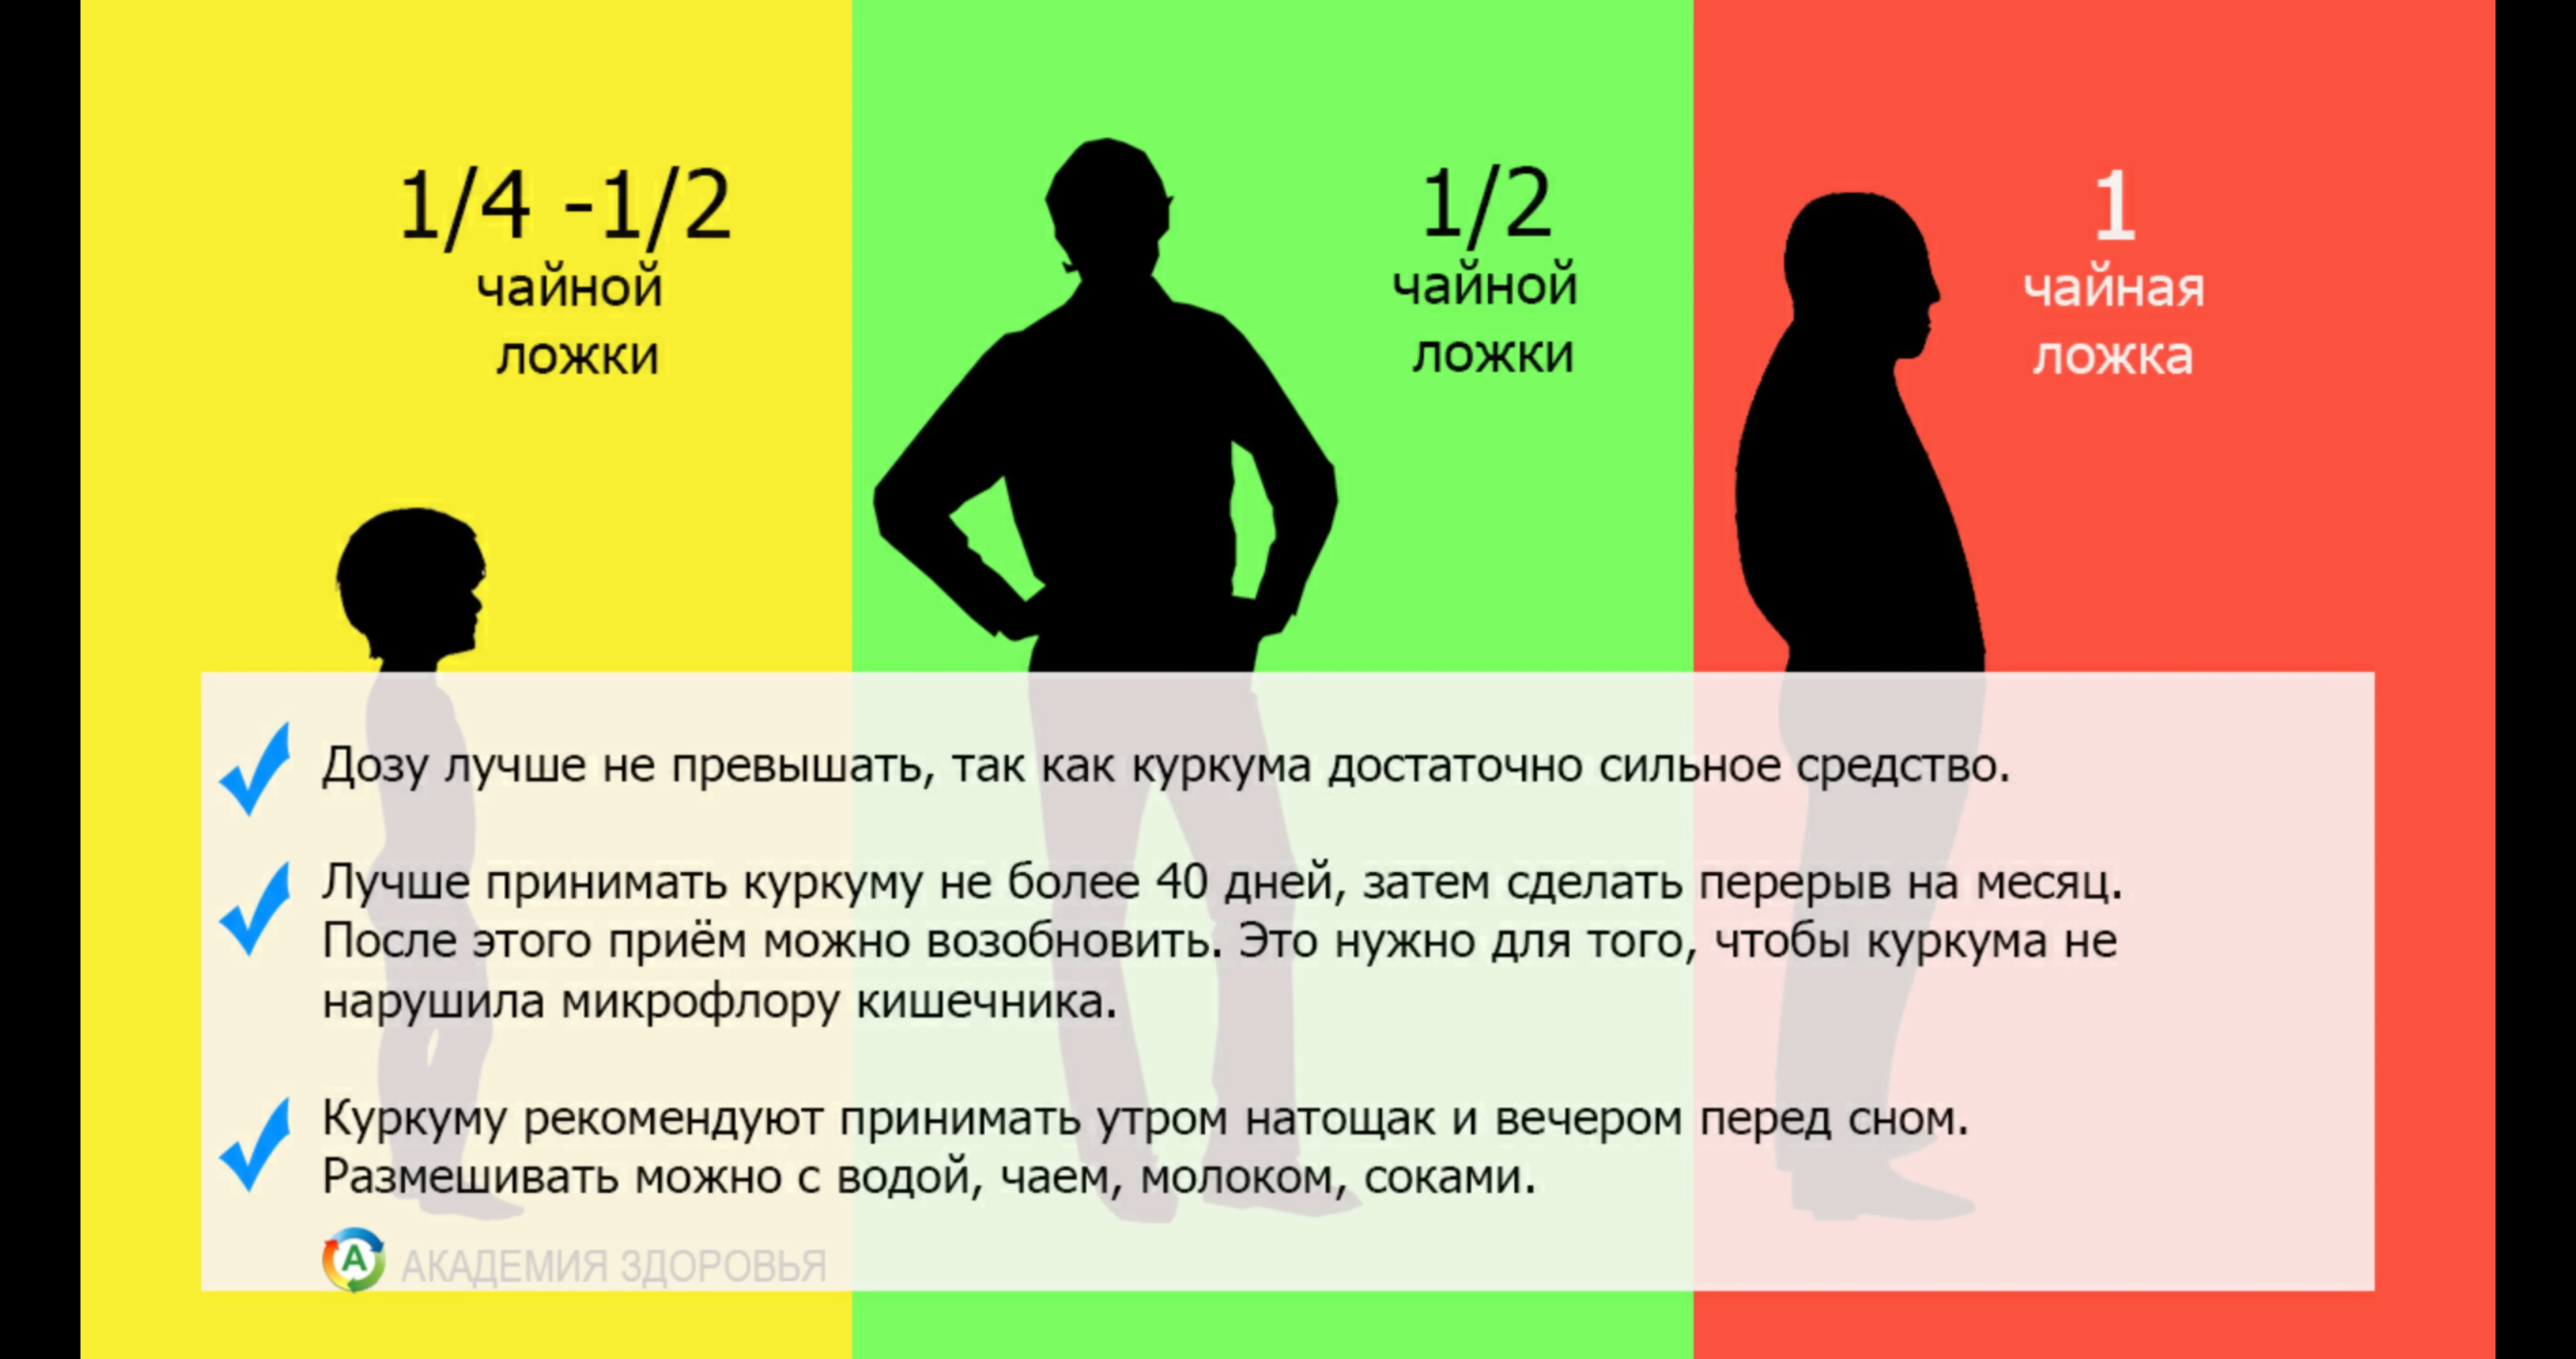 1/4 -1/2
чайной
ложки
1/2
чайной
ложки
1
чайная
ложка
Дозу лучше не превышать, так как куркума достаточно сильное средство.
Лучше принимать куркуму не более 40 дней, затем сделать перерыв на месяц.
После этого приём можно возобновить. Это нужно для того, чтобы куркума не
нарушила микрофлору кишечника.
Куркуму рекомендуют принимать утром натощак и вечером перед сном.
Размешивать можно с водой, чаем, молоком, соками.
А АКАДЕМИЯ ЗДОРОВЬЯ